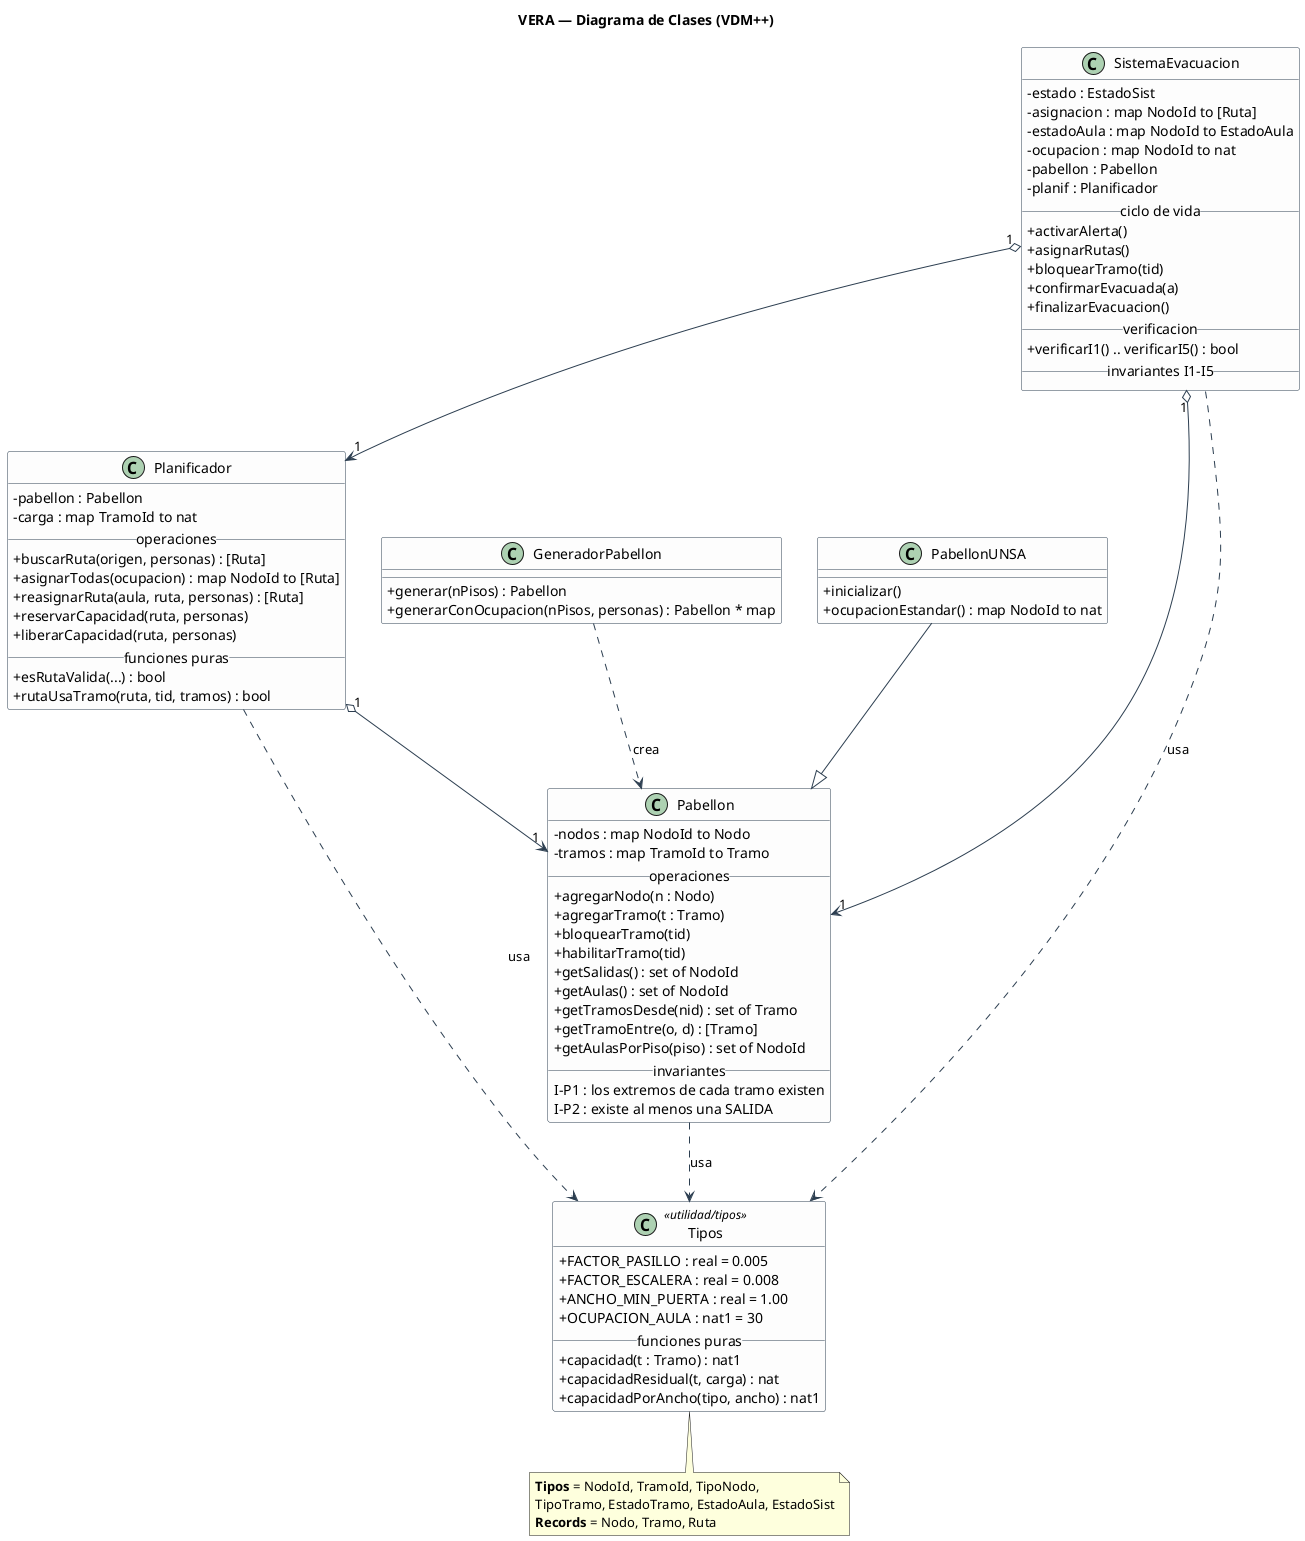 VERA — Diagrama de Clases (VDM++)
C SistemaEvacuacion
-estado : EstadoSist
-asignacion : map NodoId to [Ruta]
-estadoAula : map NodoId to EstadoAula
-ocupacion : map NodoId to nat
-pabellon : Pabellon
-planif : Planificador
ciclo de vida
+activarAlerta()
+asignarRutas()
+bloquearTramo(tid)
+confirmarEvacuada(a)
+finalizarEvacuacion()
verificacion
+verificarI1() .. verificarI5() : bool
invariantes I1-I5
1
1
1
C Planificador
-pabellon : Pabellon
-carga : map TramoId to nat
operaciones
+buscarRuta(origen, personas) : [Ruta]
+asignarTodas(ocupacion) : map NodoId to [Ruta]
+reasignarRuta(aula, ruta, personas) : [Ruta]
+reservarCapacidad(ruta, personas)
+liberarCapacidad(ruta, personas)
funciones puras
+esRutaValida(...) : bool
+rutaUsaTramo(ruta, tid, tramos) : bool
C GeneradorPabellon
+generar(nPisos) : Pabellon
+generarConOcupacion(nPisos, personas) : Pabellon * map
C PabellonUNSA
+inicializar()
+ocupacionEstandar() : map NodoId to nat
1
crea
usa
1
1
C Pabellon
-nodos : map NodoId to Nodo
-tramos : map TramoId to Tramo
operaciones
+agregarNodo(n : Nodo)
+agregarTramo(t : Tramo)
+bloquearTramo(tid)
+habilitarTramo(tid)
+getSalidas() : set of NodoId
+getAulas() : set of NodoId
+getTramosDesde(nid) : set of Tramo
+getTramoEntre(o, d) : [Tramo]
+getAulasPorPiso(piso) : set of NodoId
invariantes
I-P1 : los extremos de cada tramo existen
I-P2 : existe al menos una SALIDA
usa
usa
C «utilidad/tipos»
Tipos
+FACTOR_PASILLO : real = 0.005
+FACTOR_ESCALERA : real = 0.008
+ANCHO_MIN_PUERTA : real = 1.00
+OCUPACION_AULA : nat1 = 30
funciones puras
+capacidad(t : Tramo) : nat1
+capacidadResidual(t, carga) : nat
+capacidadPorAncho(tipo, ancho) : nat1
Tipos = NodoId, TramoId, TipoNodo,
TipoTramo, EstadoTramo, EstadoAula, EstadoSist
Records = Nodo, Tramo, Ruta